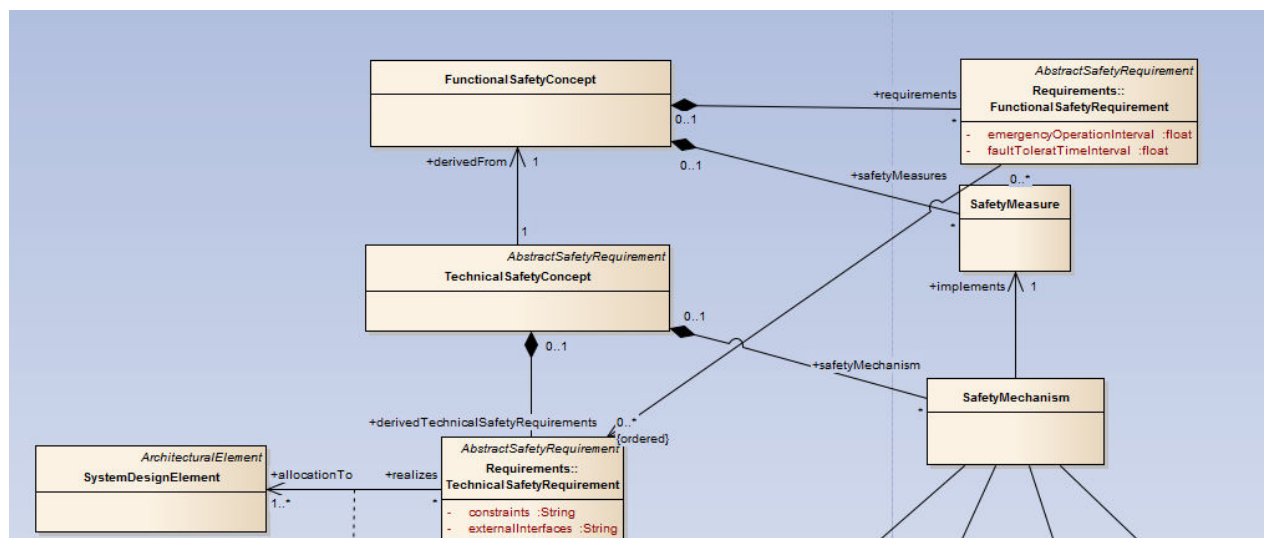 FunctionalSafetyConcept
AbstractSafetyRequirement
Requirements::
FunctionalSafetyRequirement
- emergencyOperationInterval :float
- faultToleratTimeInterval :float
+requirements
0..1
*
+derivedFrom
1
0..1
+safetyMeasures
0..*
SafetyMeasure
*
1
AbstractSafetyRequirement
TechnicalSafetyConcept
+implements
1
0..1
0..1
+safetyMechanism
*
SafetyMechanism
+derivedTechnicalSafetyRequirements
0..*
{ordered}
ArchitecturalElement
SystemDesignElement
+allocationTo
1..*
+realizes
*
AbstractSafetyRequirement
Requirements::
TechnicalSafetyRequirement
- constraints :String
- externalInterfaces :String